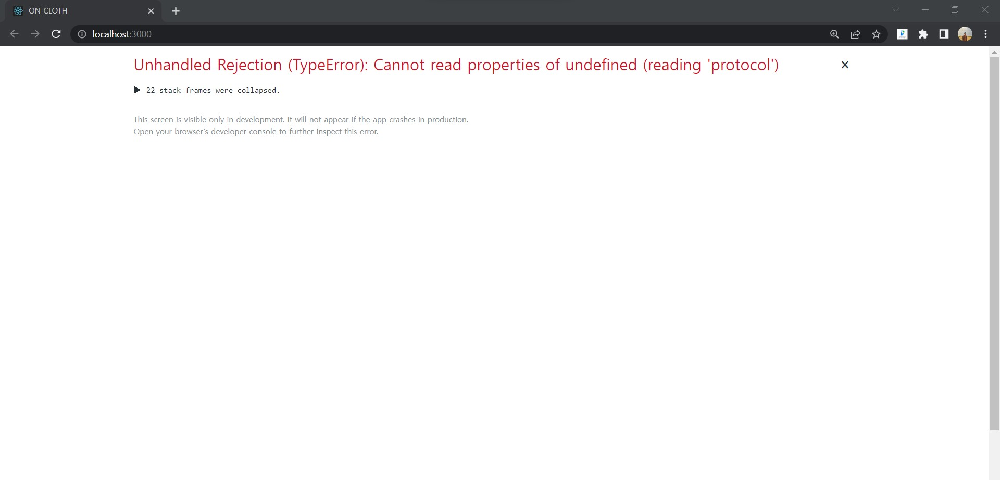 ON CLOTH
localhost:3000
Unhandled Rejection (TypeError): Cannot read properties of undefined (reading 'protocol')
22 stack frames were collapsed.
This screen is visible only in development. It will not appear if the app crashes in production.
Open your browser’s developer console to further inspect this error.